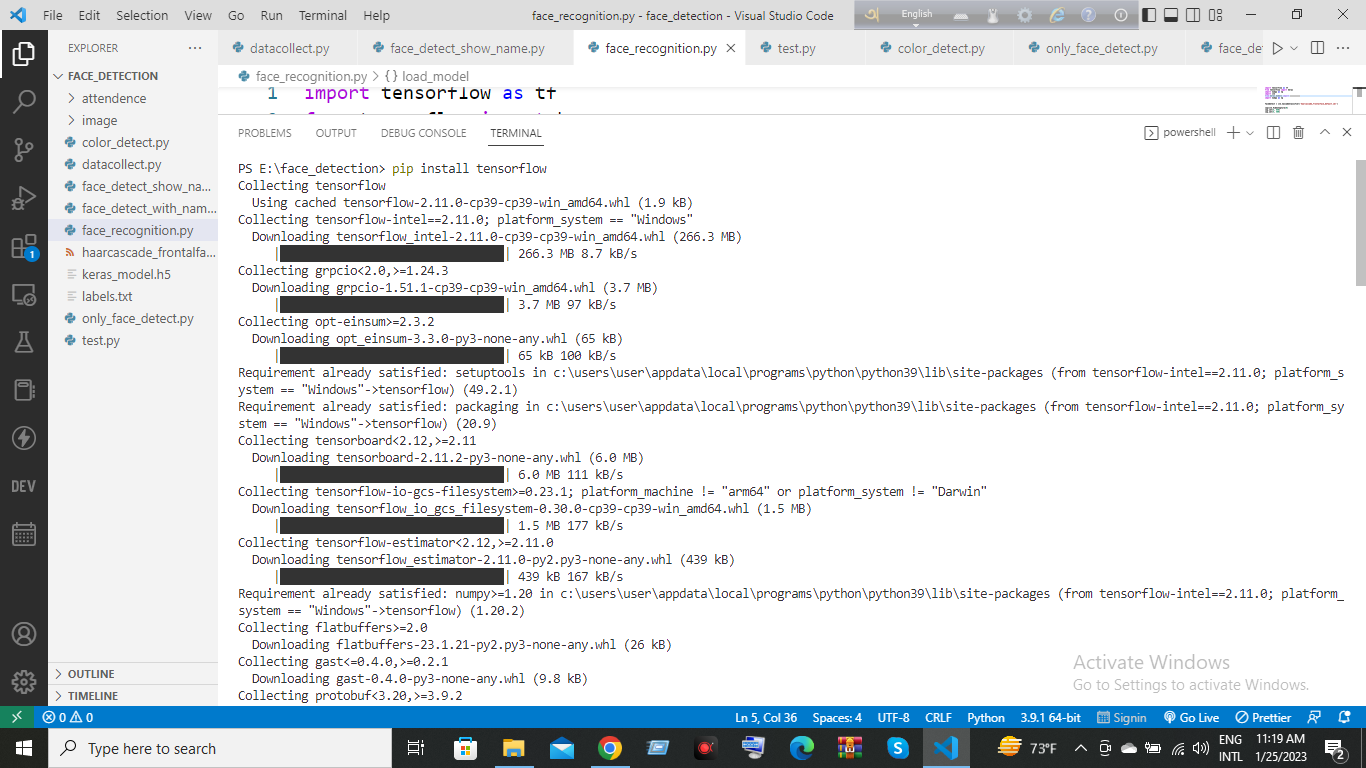 File Edit Selection View Go Run Terminal Help
face_recognition.py - face_detection - Visual Studio Code
English
EXPLORER
datacollect.py
face_detect_show_name.py
face_recognition.py
test.py
color_detect.py
only_face_detect.py
face_de
FACE_DETECTION
attendence
image
color_detect.py
datacollect.py
face_detect_show_na...
face_detect_with_nam...
face_recognition.py
haarcascade_frontalfa...
keras_model.h5
labels.txt
only_face_detect.py
test.py
OUTLINE
TIMELINE
1
DEV
face_recognition.py > {} load_model
1 import tensorflow as tf
PROBLEMS OUTPUT DEBUG CONSOLE TERMINAL
powershell
PS E:\face_detection> pip install tensorflow
Collecting tensorflow
Using cached tensorflow-2.11.0-cp39-cp39-win_amd64.whl (1.9 kB)
Collecting tensorflow-intel==2.11.0; platform_system == "Windows"
Downloading tensorflow_intel-2.11.0-cp39-cp39-win_amd64.whl (266.3 MB)
| | 266.3 MB 8.7 kB/s
Collecting grpcio<2.0,>=1.24.3
Downloading grpcio-1.51.1-cp39-cp39-win_amd64.whl (3.7 MB)
| | 3.7 MB 97 kB/s
Collecting opt-einsum>=2.3.2
Downloading opt_einsum-3.3.0-py3-none-any.whl (65 kB)
| | 65 kB 100 kB/s
Requirement already satisfied: setuptools in c:\users\user\appdata\local\programs\python\python39\lib\site-packages (from tensorflow-intel==2.11.0; platform_s
ystem == "Windows"->tensorflow) (49.2.1)
Requirement already satisfied: packaging in c:\users\user\appdata\local\programs\python\python39\lib\site-packages (from tensorflow-intel==2.11.0; platform_sy
stem == "Windows"->tensorflow) (20.9)
Collecting tensorboard<2.12,>=2.11
Downloading tensorboard-2.11.2-py3-none-any.whl (6.0 MB)
| | 6.0 MB 111 kB/s
Collecting tensorflow-io-gcs-filesystem>=0.23.1; platform_machine != "arm64" or platform_system != "Darwin"
Downloading tensorflow_io_gcs_filesystem-0.30.0-cp39-cp39-win_amd64.whl (1.5 MB)
| | 1.5 MB 177 kB/s
Collecting tensorflow-estimator<2.12,>=2.11.0
Downloading tensorflow_estimator-2.11.0-py2.py3-none-any.whl (439 kB)
| | 439 kB 167 kB/s
Requirement already satisfied: numpy>=1.20 in c:\users\user\appdata\local\programs\python\python39\lib\site-packages (from tensorflow-intel==2.11.0; platform_
system == "Windows"->tensorflow) (1.20.2)
Collecting flatbuffers>=2.0
Downloading flatbuffers-23.1.21-py2.py3-none-any.whl (26 kB)
Collecting gast<=0.4.0,>=0.2.1
Downloading gast-0.4.0-py3-none-any.whl (9.8 kB)
Collecting protobuf<3.20,>=3.9.2
Activate Windows
Go to Settings to activate Windows.
0 0 Ln 5, Col 36 Spaces: 4 UTF-8 CRLF Python 3.9.1 64-bit Signin Go Live Prettier
Type here to search
73°F
ENG
INTL
11:19 AM
1/25/2023
2